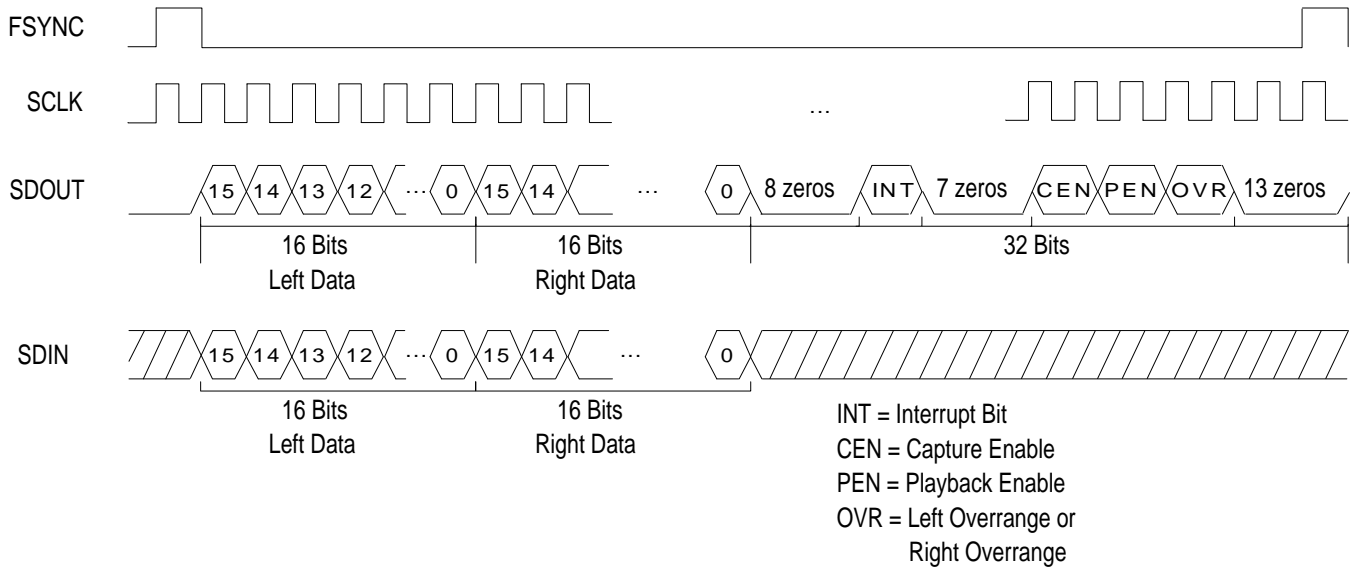 FSYNC
SCLK
...
SDOUT
15 14 13 12 ... 0 15 14 ... 0 8 zeros INT 7 zeros CEN PEN OVR 13 zeros
16 Bits
Left Data
16 Bits
Right Data
32 Bits
SDIN
15 14 13 12 ... 0 15 14 ... 0
16 Bits
Left Data
16 Bits
Right Data
INT = Interrupt Bit
CEN = Capture Enable
PEN = Playback Enable
OVR = Left Overrange or
Right Overrange